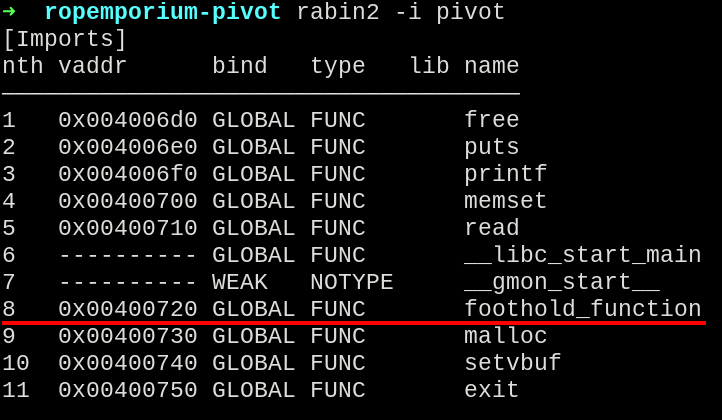 ➜  ropemporium-pivot rabin2 -i pivot
[Imports]
nth vaddr      bind   type   lib name
―――――――――――――――――――――――――――――――――――――
1   0x004006d0 GLOBAL FUNC       free
2   0x004006e0 GLOBAL FUNC       puts
3   0x004006f0 GLOBAL FUNC       printf
4   0x00400700 GLOBAL FUNC       memset
5   0x00400710 GLOBAL FUNC       read
6   ---------- GLOBAL FUNC       __libc_start_main
7   ---------- WEAK   NOTYPE     __gmon_start__
8   0x00400720 GLOBAL FUNC       foothold_function
9   0x00400730 GLOBAL FUNC       malloc
10  0x00400740 GLOBAL FUNC       setvbuf
11  0x00400750 GLOBAL FUNC       exit